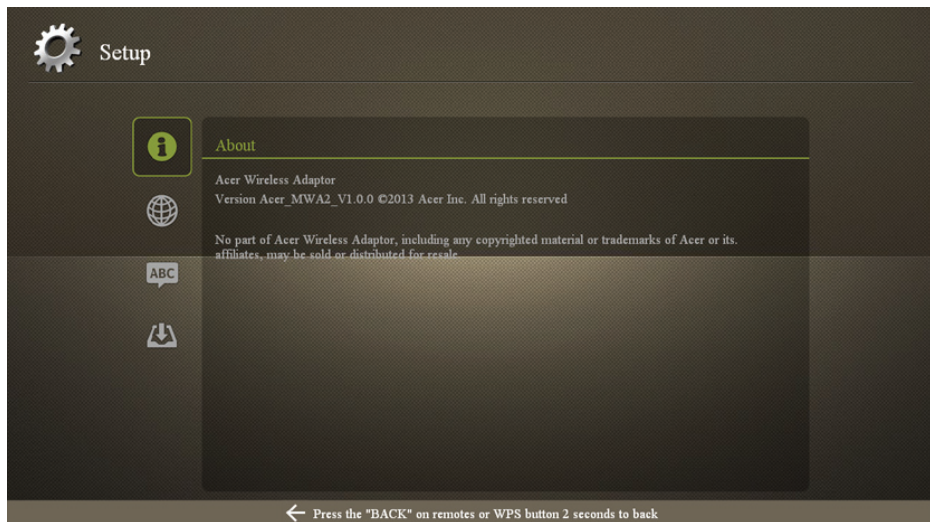 Setup
About
Acer Wireless Adaptor
Version Acer_MWA2_V1.0.0 ©2013 Acer Inc. All rights reserved
No part of Acer Wireless Adaptor, including any copyrighted material or trademarks of Acer or its.
affiliates, may be sold or distributed for resale
ABC
Press the "BACK" on remotes or WPS button 2 seconds to back